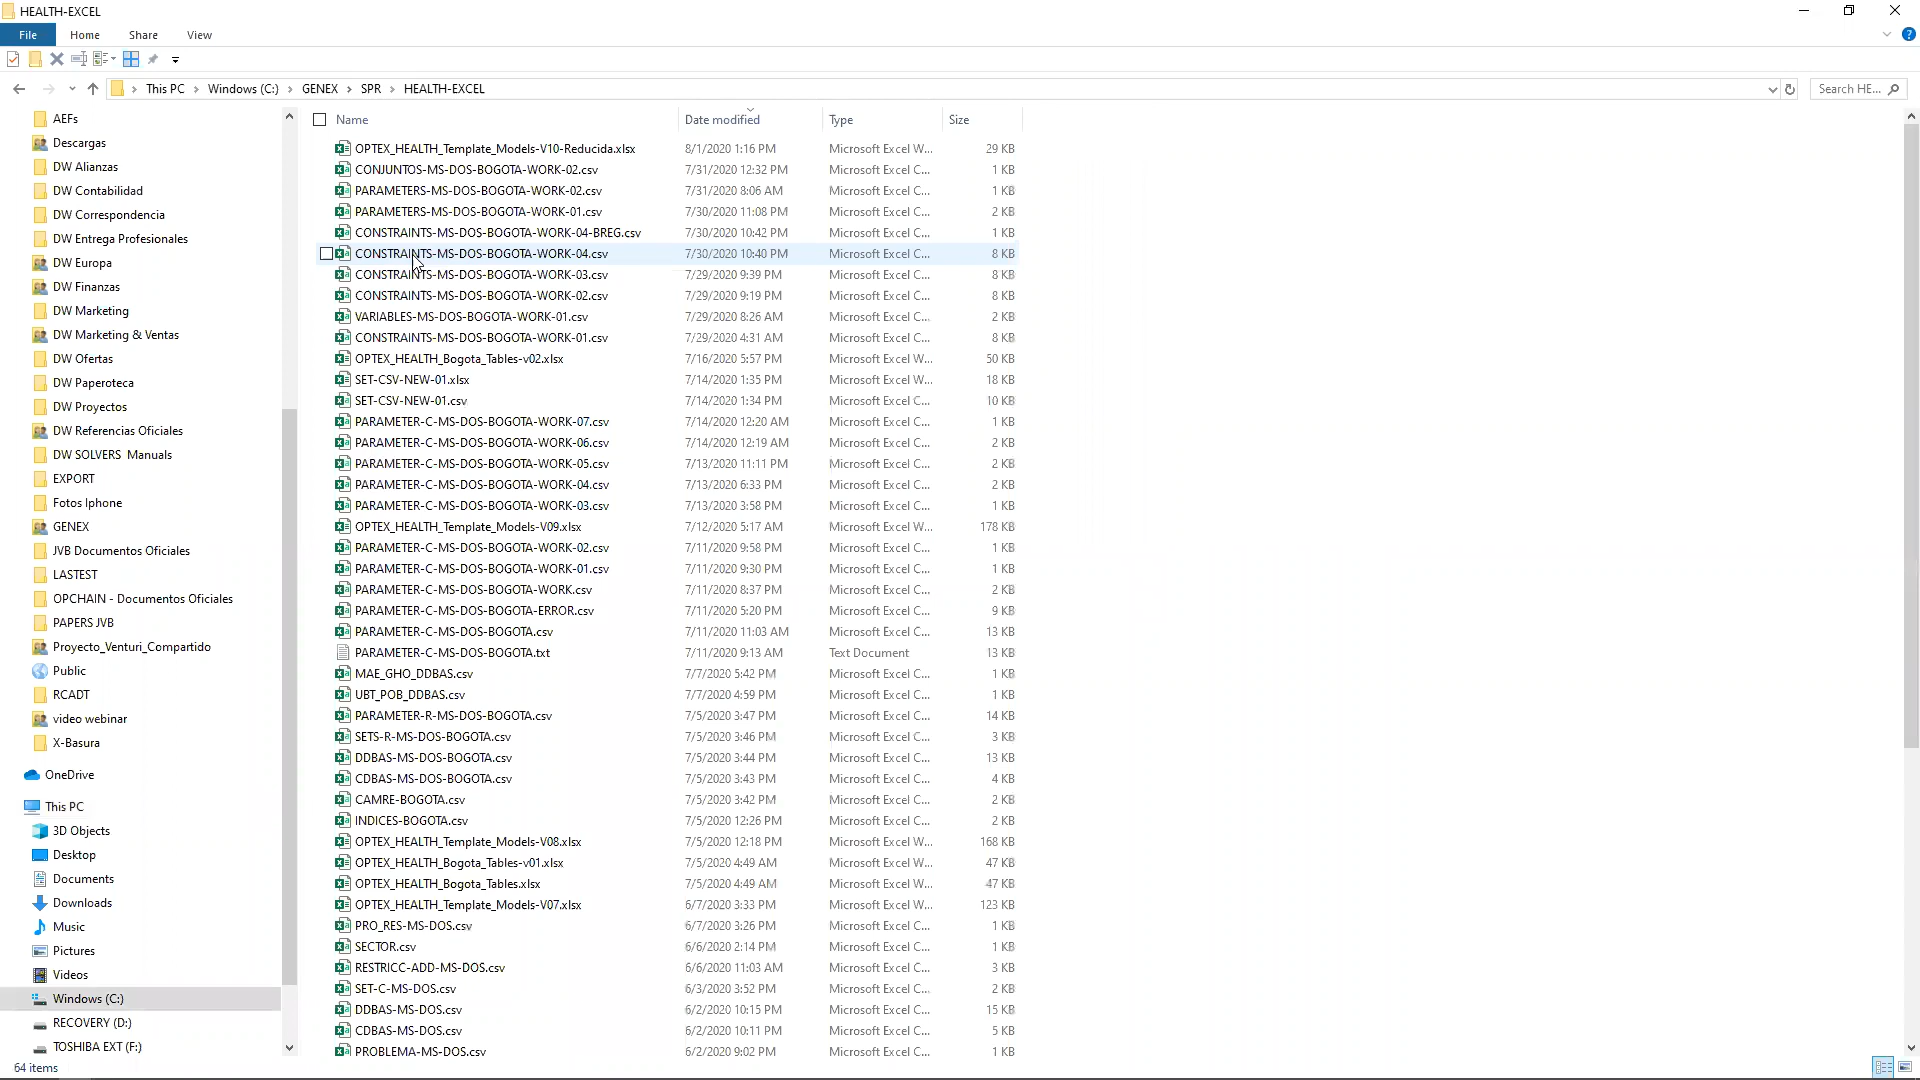 HEALTH-EXCEL
File Home Share View
This PC Windows (C:) GENEX SPR HEALTH-EXCEL Search HE...
Name Date modified Type Size
AEFs
Descargas
DW Alianzas
DW Contabilidad
DW Correspondencia
DW Entrega Profesionales
DW Europa
DW Finanzas
DW Marketing
DW Marketing & Ventas
DW Ofertas
DW Paperoteca
DW Proyectos
DW Referencias Oficiales
DW SOLVERS Manuals
EXPORT
Fotos Iphone
GENEX
JVB Documentos Oficiales
LASTEST
OPCHAIN - Documentos Oficiales
PAPERS JVB
Proyecto_Venturi_Compartido
Public
RCADT
video webinar
X-Basura
OneDrive
This PC
3D Objects
Desktop
Documents
Downloads
Music
Pictures
Videos
Windows (C:)
RECOVERY (D:)
TOSHIBA EXT (F:)
OPTEX_HEALTH_Template_Models-V10-Reducida.xlsx 8/1/2020 1:16 PM Microsoft Excel W... 29 KB
CONJUNTOS-MS-DOS-BOGOTA-WORK-02.csv 7/31/2020 12:32 PM Microsoft Excel C... 1 KB
PARAMETERS-MS-DOS-BOGOTA-WORK-02.csv 7/31/2020 8:06 AM Microsoft Excel C... 1 KB
PARAMETERS-MS-DOS-BOGOTA-WORK-01.csv 7/30/2020 11:08 PM Microsoft Excel C... 2 KB
CONSTRAINTS-MS-DOS-BOGOTA-WORK-04-BREG.csv 7/30/2020 10:42 PM Microsoft Excel C... 1 KB
CONSTRAINTS-MS-DOS-BOGOTA-WORK-04.csv 7/30/2020 10:40 PM Microsoft Excel C... 8 KB
CONSTRAINTS-MS-DOS-BOGOTA-WORK-03.csv 7/29/2020 9:39 PM Microsoft Excel C... 8 KB
CONSTRAINTS-MS-DOS-BOGOTA-WORK-02.csv 7/29/2020 9:19 PM Microsoft Excel C... 8 KB
VARIABLES-MS-DOS-BOGOTA-WORK-01.csv 7/29/2020 8:26 AM Microsoft Excel C... 2 KB
CONSTRAINTS-MS-DOS-BOGOTA-WORK-01.csv 7/29/2020 4:31 AM Microsoft Excel C... 8 KB
OPTEX_HEALTH_Bogota_Tables-v02.xlsx 7/16/2020 5:57 PM Microsoft Excel W... 50 KB
SET-CSV-NEW-01.xlsx 7/14/2020 1:35 PM Microsoft Excel W... 18 KB
SET-CSV-NEW-01.csv 7/14/2020 1:34 PM Microsoft Excel C... 10 KB
PARAMETER-C-MS-DOS-BOGOTA-WORK-07.csv 7/14/2020 12:20 AM Microsoft Excel C... 1 KB
PARAMETER-C-MS-DOS-BOGOTA-WORK-06.csv 7/14/2020 12:19 AM Microsoft Excel C... 2 KB
PARAMETER-C-MS-DOS-BOGOTA-WORK-05.csv 7/13/2020 11:11 PM Microsoft Excel C... 2 KB
PARAMETER-C-MS-DOS-BOGOTA-WORK-04.csv 7/13/2020 6:33 PM Microsoft Excel C... 2 KB
PARAMETER-C-MS-DOS-BOGOTA-WORK-03.csv 7/13/2020 3:58 PM Microsoft Excel C... 1 KB
OPTEX_HEALTH_Template_Models-V09.xlsx 7/12/2020 5:17 AM Microsoft Excel W... 178 KB
PARAMETER-C-MS-DOS-BOGOTA-WORK-02.csv 7/11/2020 9:58 PM Microsoft Excel C... 1 KB
PARAMETER-C-MS-DOS-BOGOTA-WORK-01.csv 7/11/2020 9:30 PM Microsoft Excel C... 1 KB
PARAMETER-C-MS-DOS-BOGOTA-WORK.csv 7/11/2020 8:37 PM Microsoft Excel C... 2 KB
PARAMETER-C-MS-DOS-BOGOTA-ERROR.csv 7/11/2020 5:20 PM Microsoft Excel C... 9 KB
PARAMETER-C-MS-DOS-BOGOTA.csv 7/11/2020 11:03 AM Microsoft Excel C... 13 KB
PARAMETER-C-MS-DOS-BOGOTA.txt 7/11/2020 9:13 AM Text Document 13 KB
MAE_GHO_DDBAS.csv 7/7/2020 5:42 PM Microsoft Excel C... 1 KB
UBT_POB_DDBAS.csv 7/7/2020 4:59 PM Microsoft Excel C... 1 KB
PARAMETER-R-MS-DOS-BOGOTA.csv 7/5/2020 3:47 PM Microsoft Excel C... 14 KB
SETS-R-MS-DOS-BOGOTA.csv 7/5/2020 3:46 PM Microsoft Excel C... 3 KB
DDBAS-MS-DOS-BOGOTA.csv 7/5/2020 3:44 PM Microsoft Excel C... 13 KB
CDBAS-MS-DOS-BOGOTA.csv 7/5/2020 3:43 PM Microsoft Excel C... 4 KB
CAMRE-BOGOTA.csv 7/5/2020 3:42 PM Microsoft Excel C... 2 KB
INDICES-BOGOTA.csv 7/5/2020 12:26 PM Microsoft Excel C... 2 KB
OPTEX_HEALTH_Template_Models-V08.xlsx 7/5/2020 12:18 PM Microsoft Excel W... 168 KB
OPTEX_HEALTH_Bogota_Tables-v01.xlsx 7/5/2020 4:49 AM Microsoft Excel W... 47 KB
OPTEX_HEALTH_Bogota_Tables.xlsx 7/5/2020 4:49 AM Microsoft Excel W... 47 KB
OPTEX_HEALTH_Template_Models-V07.xlsx 6/7/2020 3:33 PM Microsoft Excel W... 123 KB
PRO_RES-MS-DOS.csv 6/7/2020 3:26 PM Microsoft Excel C... 1 KB
SECTOR.csv 6/6/2020 2:14 PM Microsoft Excel C... 1 KB
RESTRICC-ADD-MS-DOS.csv 6/6/2020 11:03 AM Microsoft Excel C... 3 KB
SET-C-MS-DOS.csv 6/3/2020 3:52 PM Microsoft Excel C... 2 KB
DDBAS-MS-DOS.csv 6/2/2020 10:15 PM Microsoft Excel C... 15 KB
CDBAS-MS-DOS.csv 6/2/2020 10:11 PM Microsoft Excel C... 5 KB
PROBLEMA-MS-DOS.csv 6/2/2020 9:02 PM Microsoft Excel C... 1 KB
64 items